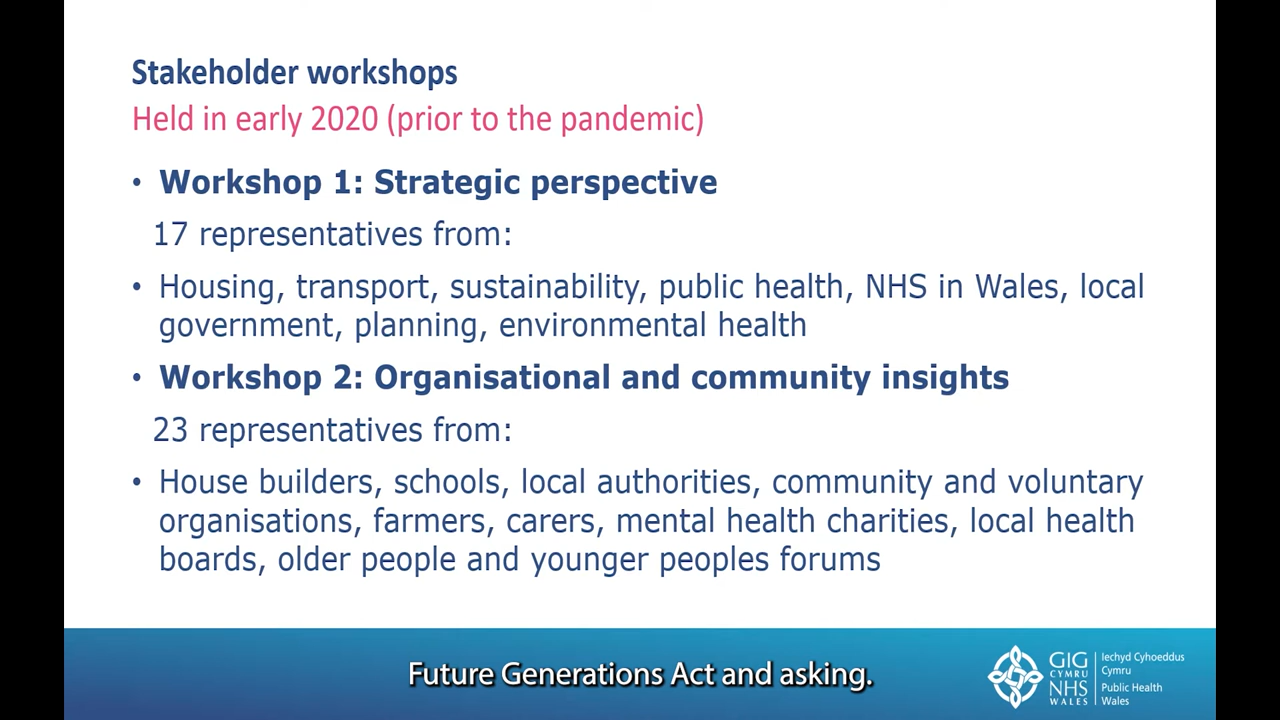 Stakeholder workshops
Held in early 2020 (prior to the pandemic)
• Workshop 1: Strategic perspective
17 representatives from:
• Housing, transport, sustainability, public health, NHS in Wales, local
government, planning, environmental health
• Workshop 2: Organisational and community insights
23 representatives from:
• House builders, schools, local authorities, community and voluntary
organisations, farmers, carers, mental health charities, local health
boards, older people and younger peoples forums
Future Generations Act and asking.
GIG
CYMRU
NHS
WALES
Iechyd Cyhoeddus
Cymru
Public Health
Wales